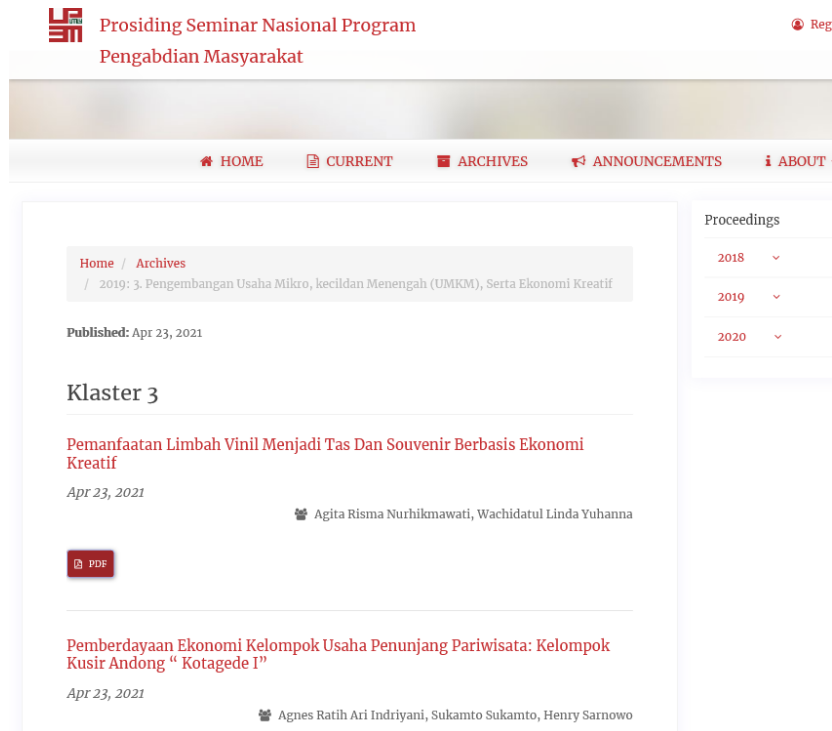 Prosiding Seminar Nasional Program
Pengabdian Masyarakat
Reg
HOME
CURRENT
ARCHIVES
ANNOUNCEMENTS
ABOUT
Home / Archives
/ 2019: 3. Pengembangan Usaha Mikro, kecildan Menengah (UMKM), Serta Ekonomi Kreatif
Published: Apr 23, 2021
Klaster 3
Pemanfaatan Limbah Vinil Menjadi Tas Dan Souvenir Berbasis Ekonomi
Kreatif
Apr 23, 2021
Agita Risma Nurhikmawati, Wachidatul Linda Yuhanna
PDF
Pemberdayaan Ekonomi Kelompok Usaha Penunjang Pariwisata: Kelompok
Kusir Andong “ Kotagede I”
Apr 23, 2021
Agnes Ratih Ari Indriyani, Sukamto Sukamto, Henry Sarnowo
Proceedings
2018
2019
2020